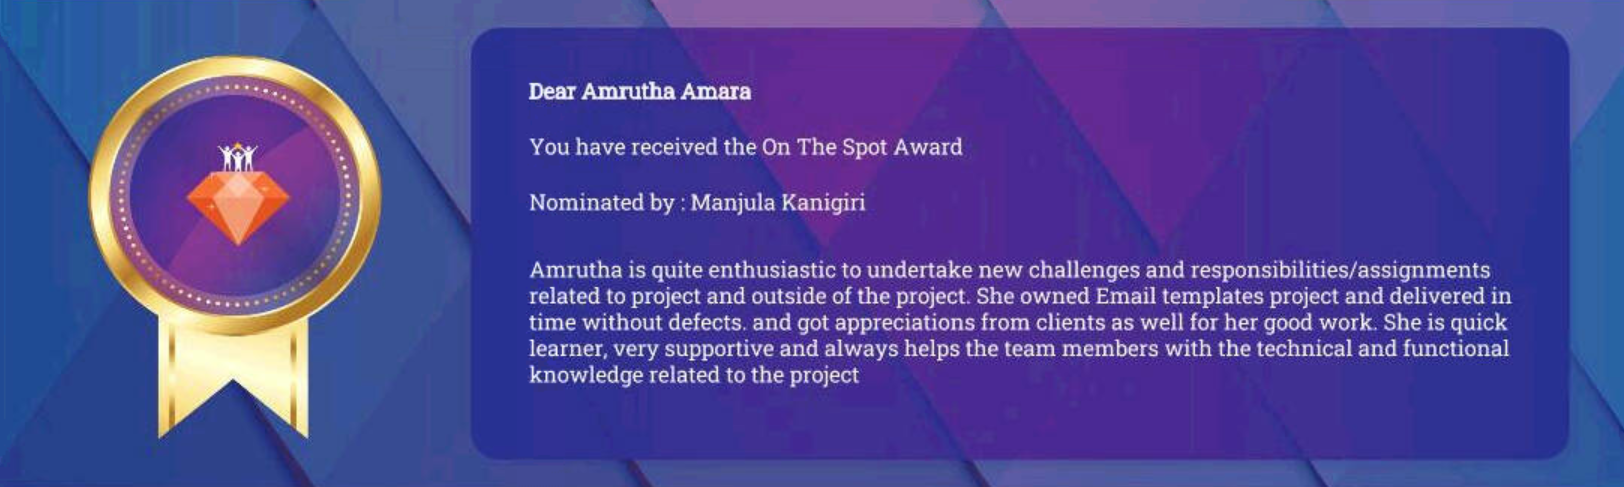 Dear Amrutha Amara
You have received the On The Spot Award
Nominated by : Manjula Kanigiri
Amrutha is quite enthusiastic to undertake new challenges and responsibilities/assignments
related to project and outside of the project. She owned Email templates project and delivered in
time without defects. and got appreciations from clients as well for her good work. She is quick
learner, very supportive and always helps the team members with the technical and functional
knowledge related to the project